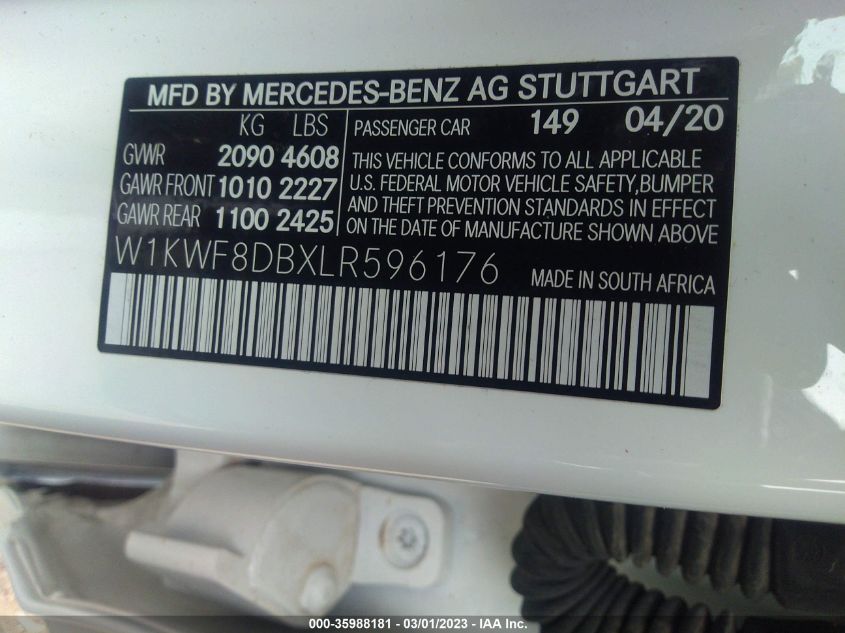 MFD BY MERCEDES-BENZ AG STUTTGART
KG LBS
GVWR 2090 4608
GAWR FRONT 1010 2227
GAWR REAR 1100 2425
PASSENGER CAR 149 04/20
THIS VEHICLE CONFORMS TO ALL APPLICABLE
U.S. FEDERAL MOTOR VEHICLE SAFETY,BUMPER
AND THEFT PREVENTION STANDARDS IN EFFECT
ON THE DATE OF MANUFACTURE SHOWN ABOVE
W1KWF8DBXLR596176
MADE IN SOUTH AFRICA
000-35988181 - 03/01/2023 - IAA Inc.